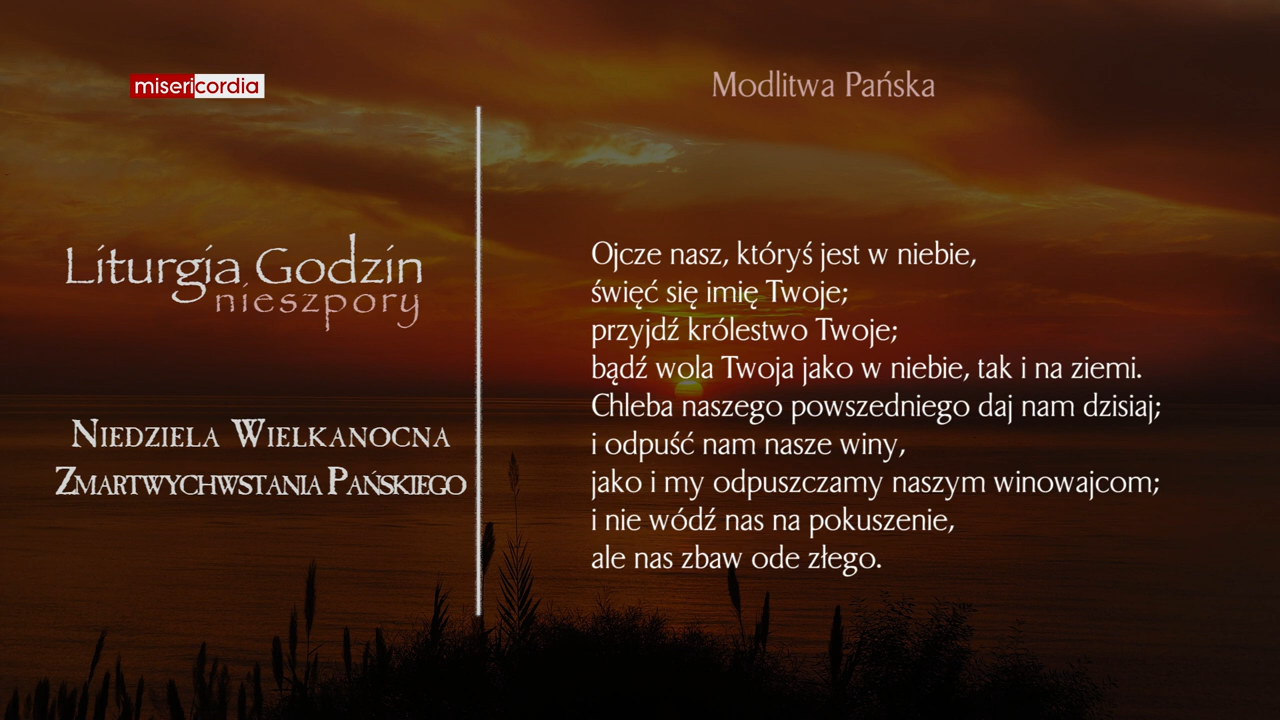 misericordia
Liturgia Godzin
nieszpory
Niedziela Wielkanocna
Zmartwychwstania Pańskiego
Modlitwa Pańska
Ojcze nasz, któryś jest w niebie,
święć się imię Twoje;
przyjdź królestwo Twoje;
bądź wola Twoja jako w niebie, tak i na ziemi.
Chleba naszego powszedniego daj nam dzisiaj;
i odpuść nam nasze winy,
jako i my odpuszczamy naszym winowajcom;
i nie wódź nas na pokuszenie,
ale nas zbaw ode złego.